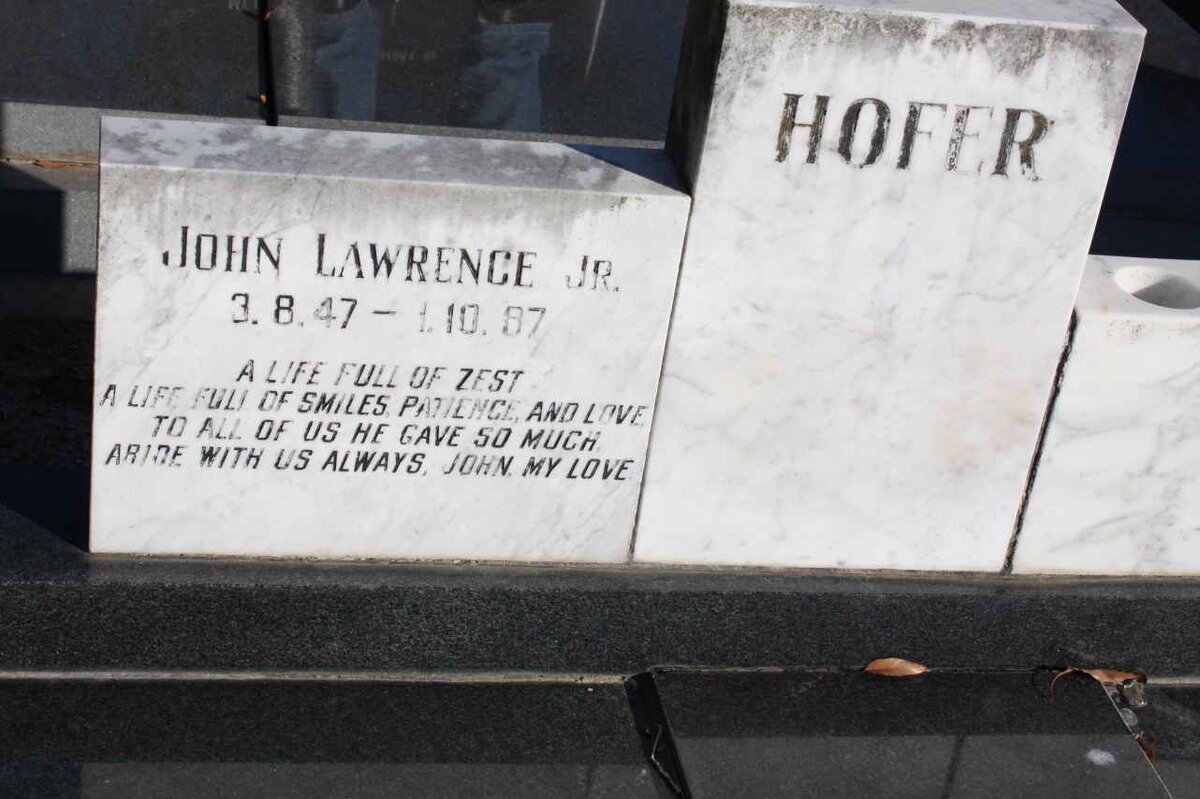 HOFER
JOHN LAWRENCE JR.
3.8.47 – 1.10.87
A LIFE FULL OF ZEST
A LIFE FULL OF SMILES, PATIENCE, AND LOVE,
TO ALL OF US HE GAVE SO MUCH,
ABIDE WITH US ALWAYS, JOHN, MY LOVE.